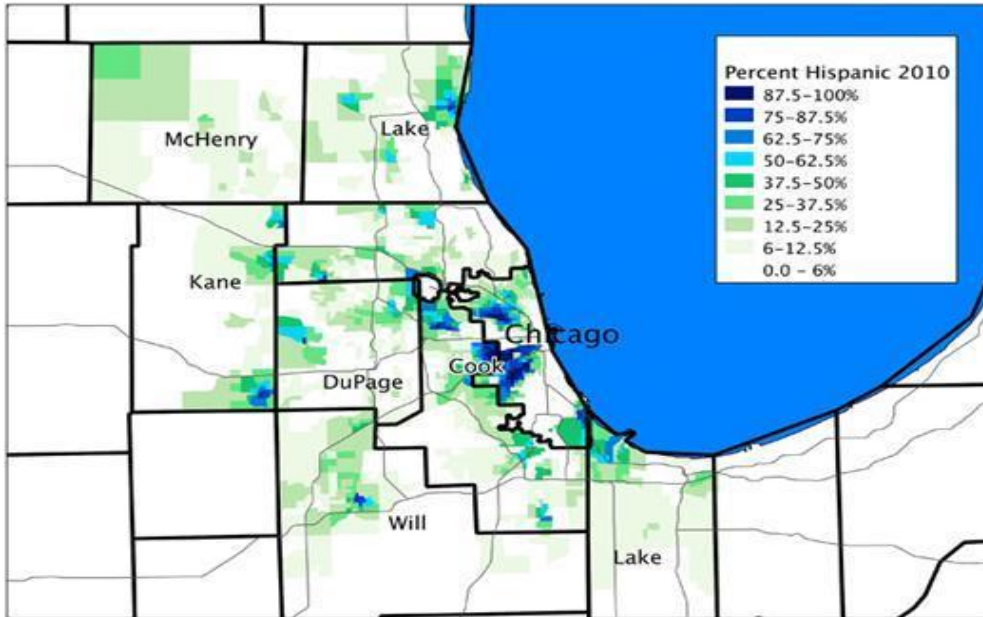 Percent Hispanic 2010
87.5-100%
75-87.5%
62.5-75%
50-62.5%
37.5-50%
25-37.5%
12.5-25%
6-12.5%
0.0 - 6%
McHenry
Lake
Kane
Chicago
Cook
DuPage
Will
Lake